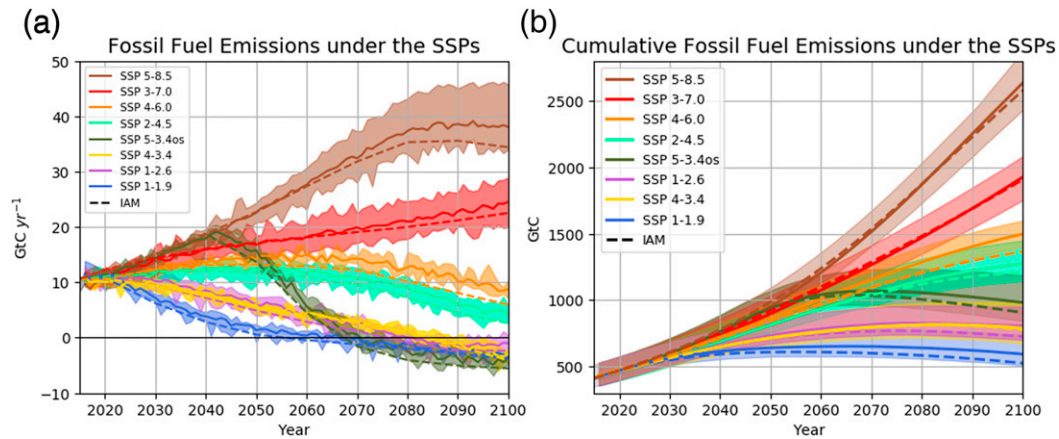 (a)
Fossil Fuel Emissions under the SSPs
50
40
30
20
10
0
−10
GtC yr⁻¹
SSP 5-8.5
SSP 3-7.0
SSP 4-6.0
SSP 2-4.5
SSP 5-3.4os
SSP 4-3.4
SSP 1-2.6
SSP 1-1.9
IAM
2020 2030 2040 2050 2060 2070 2080 2090 2100
Year
(b)
Cumulative Fossil Fuel Emissions under the SSPs
2500
2000
1500
1000
500
GtC
SSP 5-8.5
SSP 3-7.0
SSP 4-6.0
SSP 2-4.5
SSP 5-3.4os
SSP 1-2.6
SSP 4-3.4
SSP 1-1.9
IAM
2020 2030 2040 2050 2060 2070 2080 2090 2100
Year